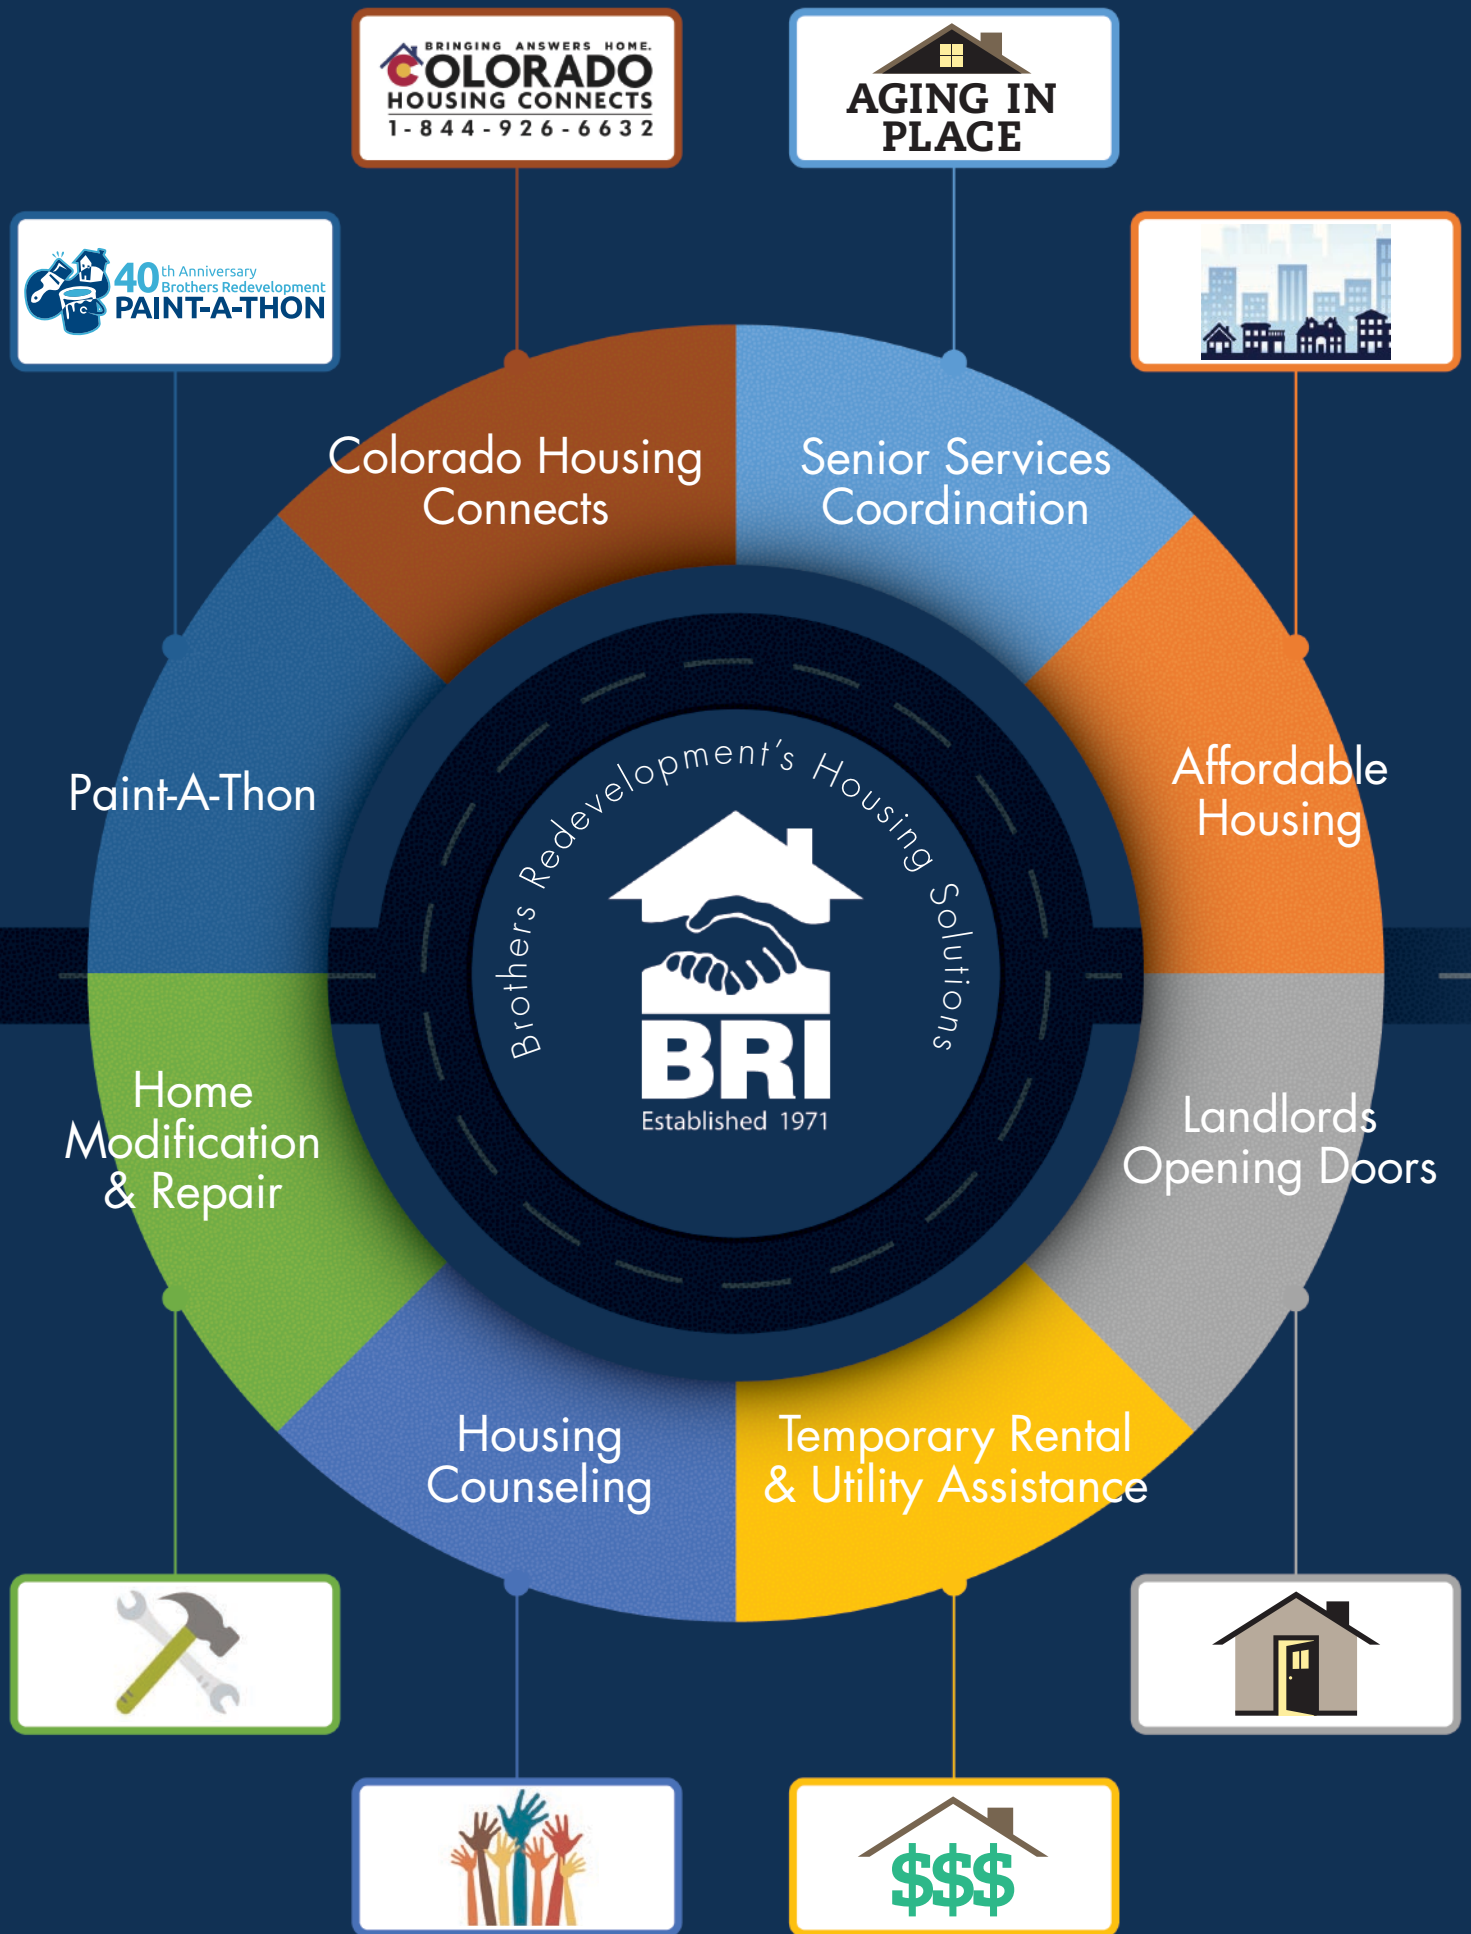 BRINGING ANSWERS HOME.
COLORADO
HOUSING CONNECTS
1-844-926-6632
AGING IN
PLACE
40th Anniversary
Brothers Redevelopment
PAINT-A-THON
Colorado Housing
Connects
Senior Services
Coordination
Affordable
Housing
Paint-A-Thon
Brothers Redevelopment's Housing Solutions
BRI
Established 1971
Home
Modification
& Repair
Landlords
Opening Doors
Housing
Counseling
Temporary Rental
& Utility Assistance
$$$